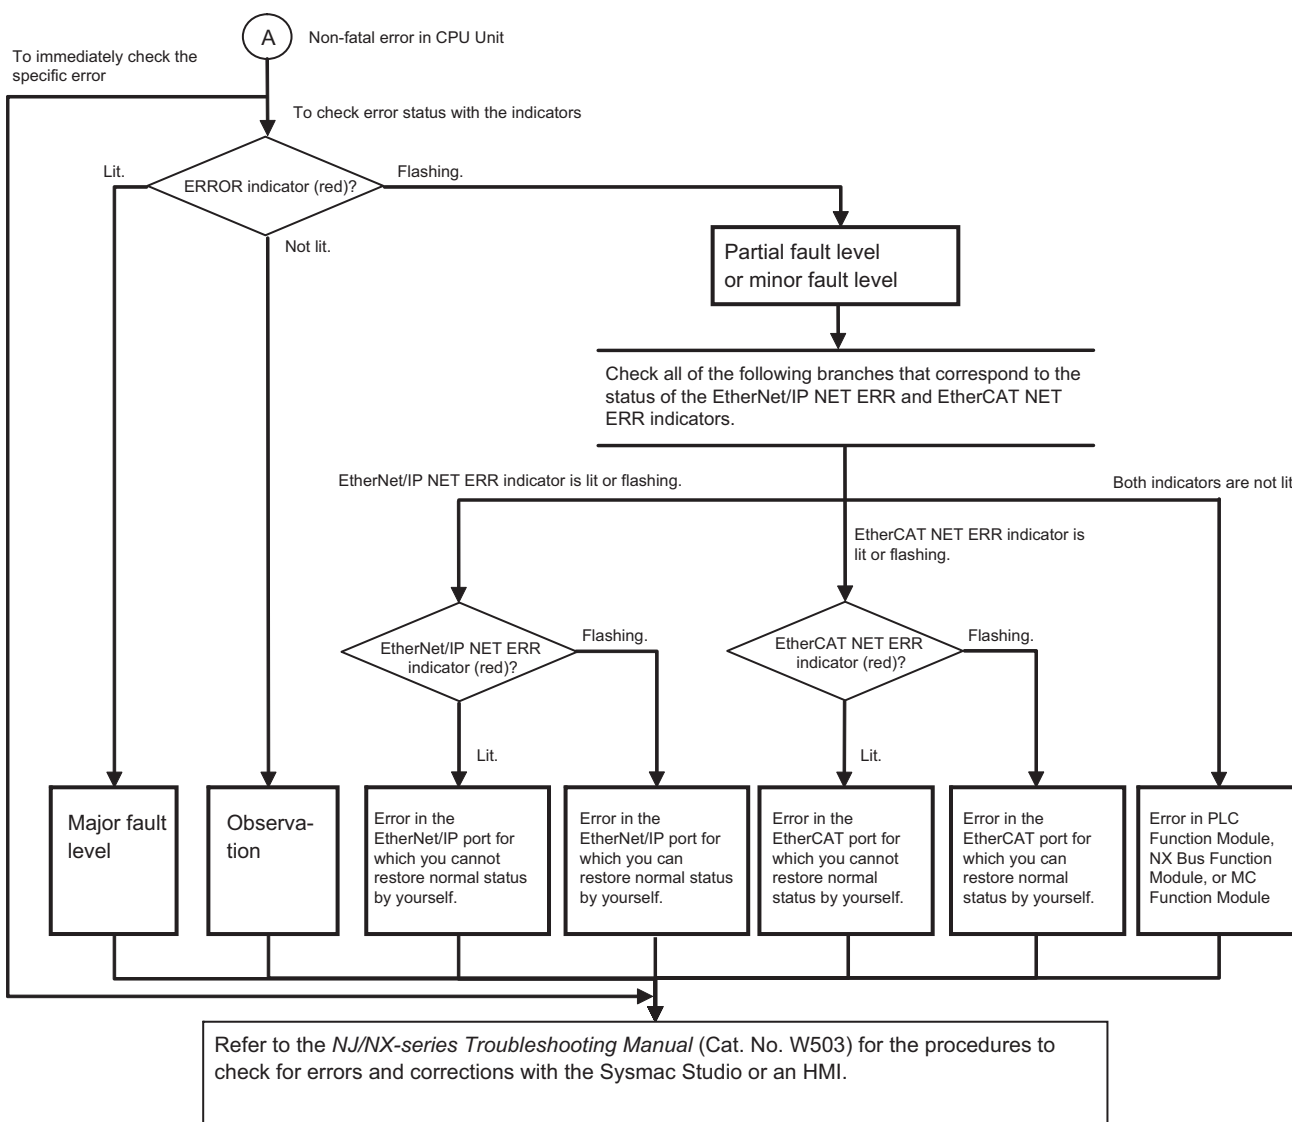 A
Non-fatal error in CPU Unit
To immediately check the
specific error
To check error status with the indicators
Lit.
ERROR indicator (red)?
Flashing.
Not lit.
Partial fault level
or minor fault level
Check all of the following branches that correspond to the
status of the EtherNet/IP NET ERR and EtherCAT NET
ERR indicators.
EtherNet/IP NET ERR indicator is lit or flashing.
Both indicators are not lit
EtherCAT NET ERR indicator is
lit or flashing.
EtherNet/IP NET ERR
indicator (red)?
Flashing.
EtherCAT NET ERR
indicator (red)?
Flashing.
Lit.
Lit.
Major fault
level
Observa-
tion
Error in the
EtherNet/IP port for
which you cannot
restore normal status
by yourself.
Error in the
EtherNet/IP port for
which you can
restore normal status
by yourself.
Error in the
EtherCAT port for
which you cannot
restore normal
status by yourself.
Error in the
EtherCAT port for
which you can
restore normal
status by yourself.
Error in PLC
Function Module,
NX Bus Function
Module, or MC
Function Module
Refer to the NJ/NX-series Troubleshooting Manual (Cat. No. W503) for the procedures to
check for errors and corrections with the Sysmac Studio or an HMI.